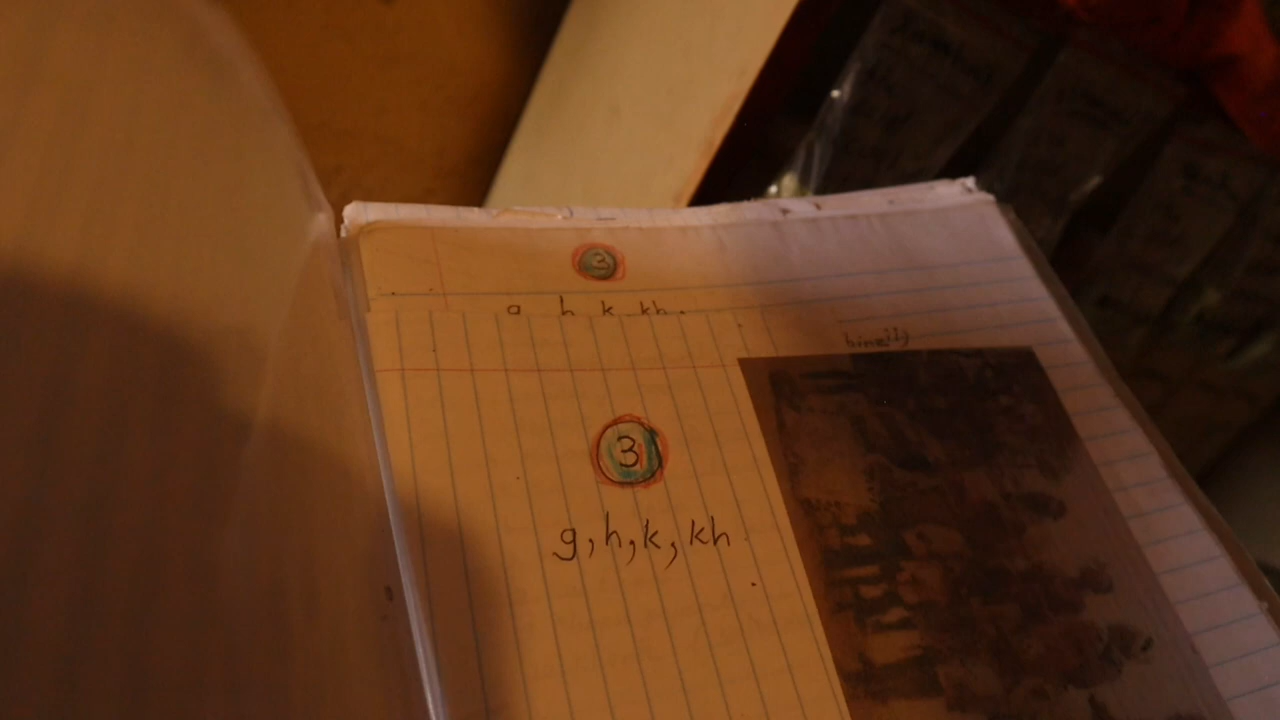 3
g h k kh.
3
g, h, k, kh